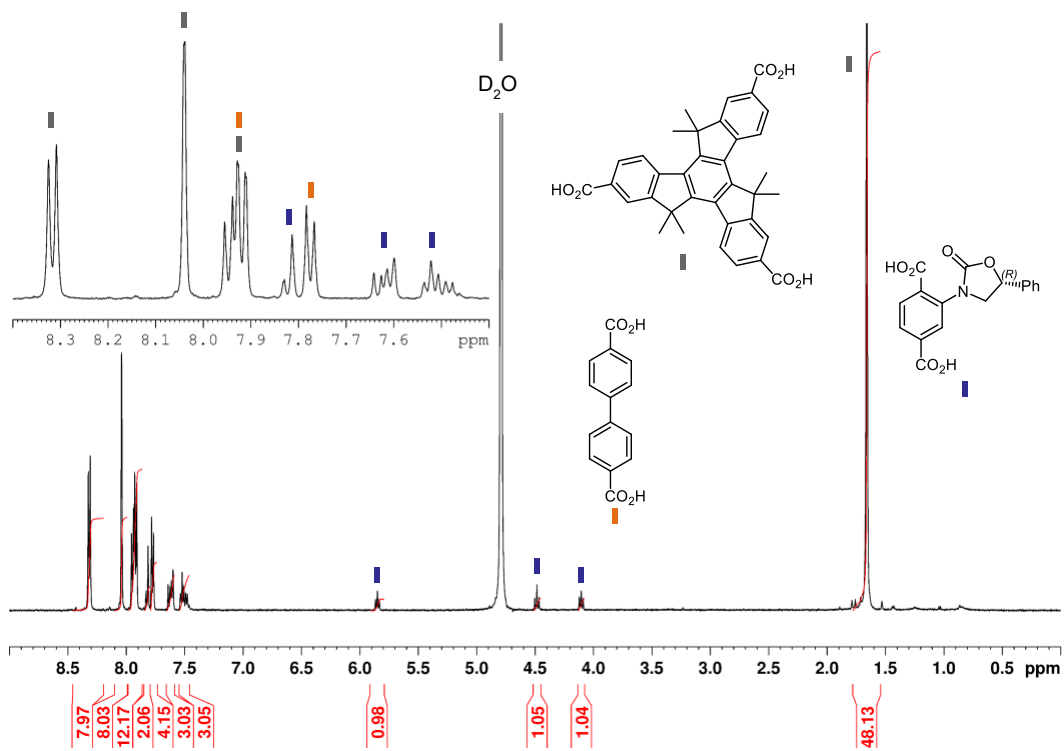 8.3 8.2 8.1 8.0 7.9 7.8 7.7 7.6 ppm
D₂O
CO₂H
HO₂C
CO₂H
CO₂H
CO₂H
O
O
(R)
HO₂C
N
Ph
CO₂H
CO₂H
8.5 8.0 7.5 7.0 6.5 6.0 5.5 5.0 4.5 4.0 3.5 3.0 2.5 2.0 1.5 1.0 0.5 ppm
7.97
8.03
12.17
2.06
4.15
3.03
3.05
0.98
1.05
1.04
48.13